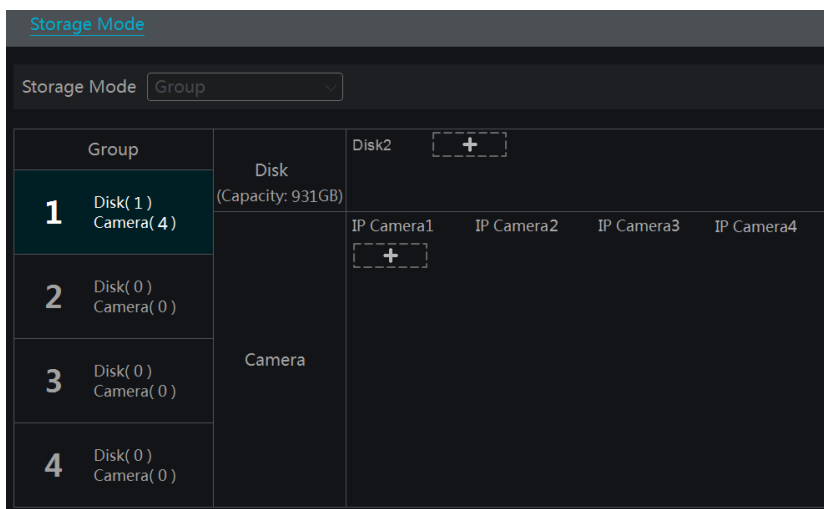 Storage Mode
Storage Mode Group
Group
1
Disk( 1 )
Camera( 4 )
2
Disk( 0 )
Camera( 0 )
3
Disk( 0 )
Camera( 0 )
4
Disk( 0 )
Camera( 0 )
Disk
(Capacity: 931GB)
Disk2 +
Camera
IP Camera1 IP Camera2 IP Camera3 IP Camera4
+